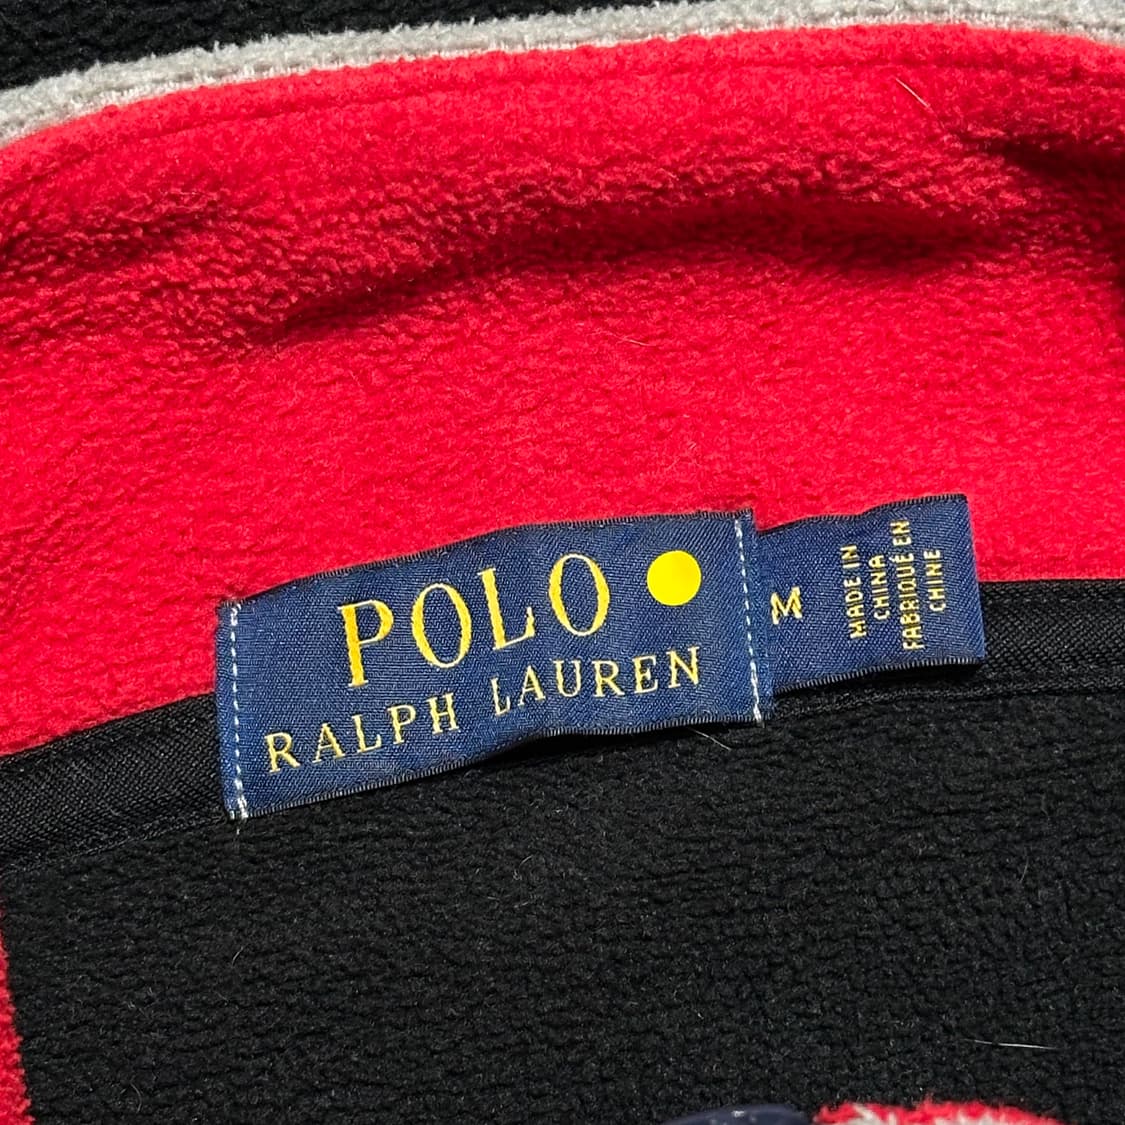 POLO
RALPH LAUREN
M
MADE IN
CHINA
FABRIQUÉ EN
CHINE